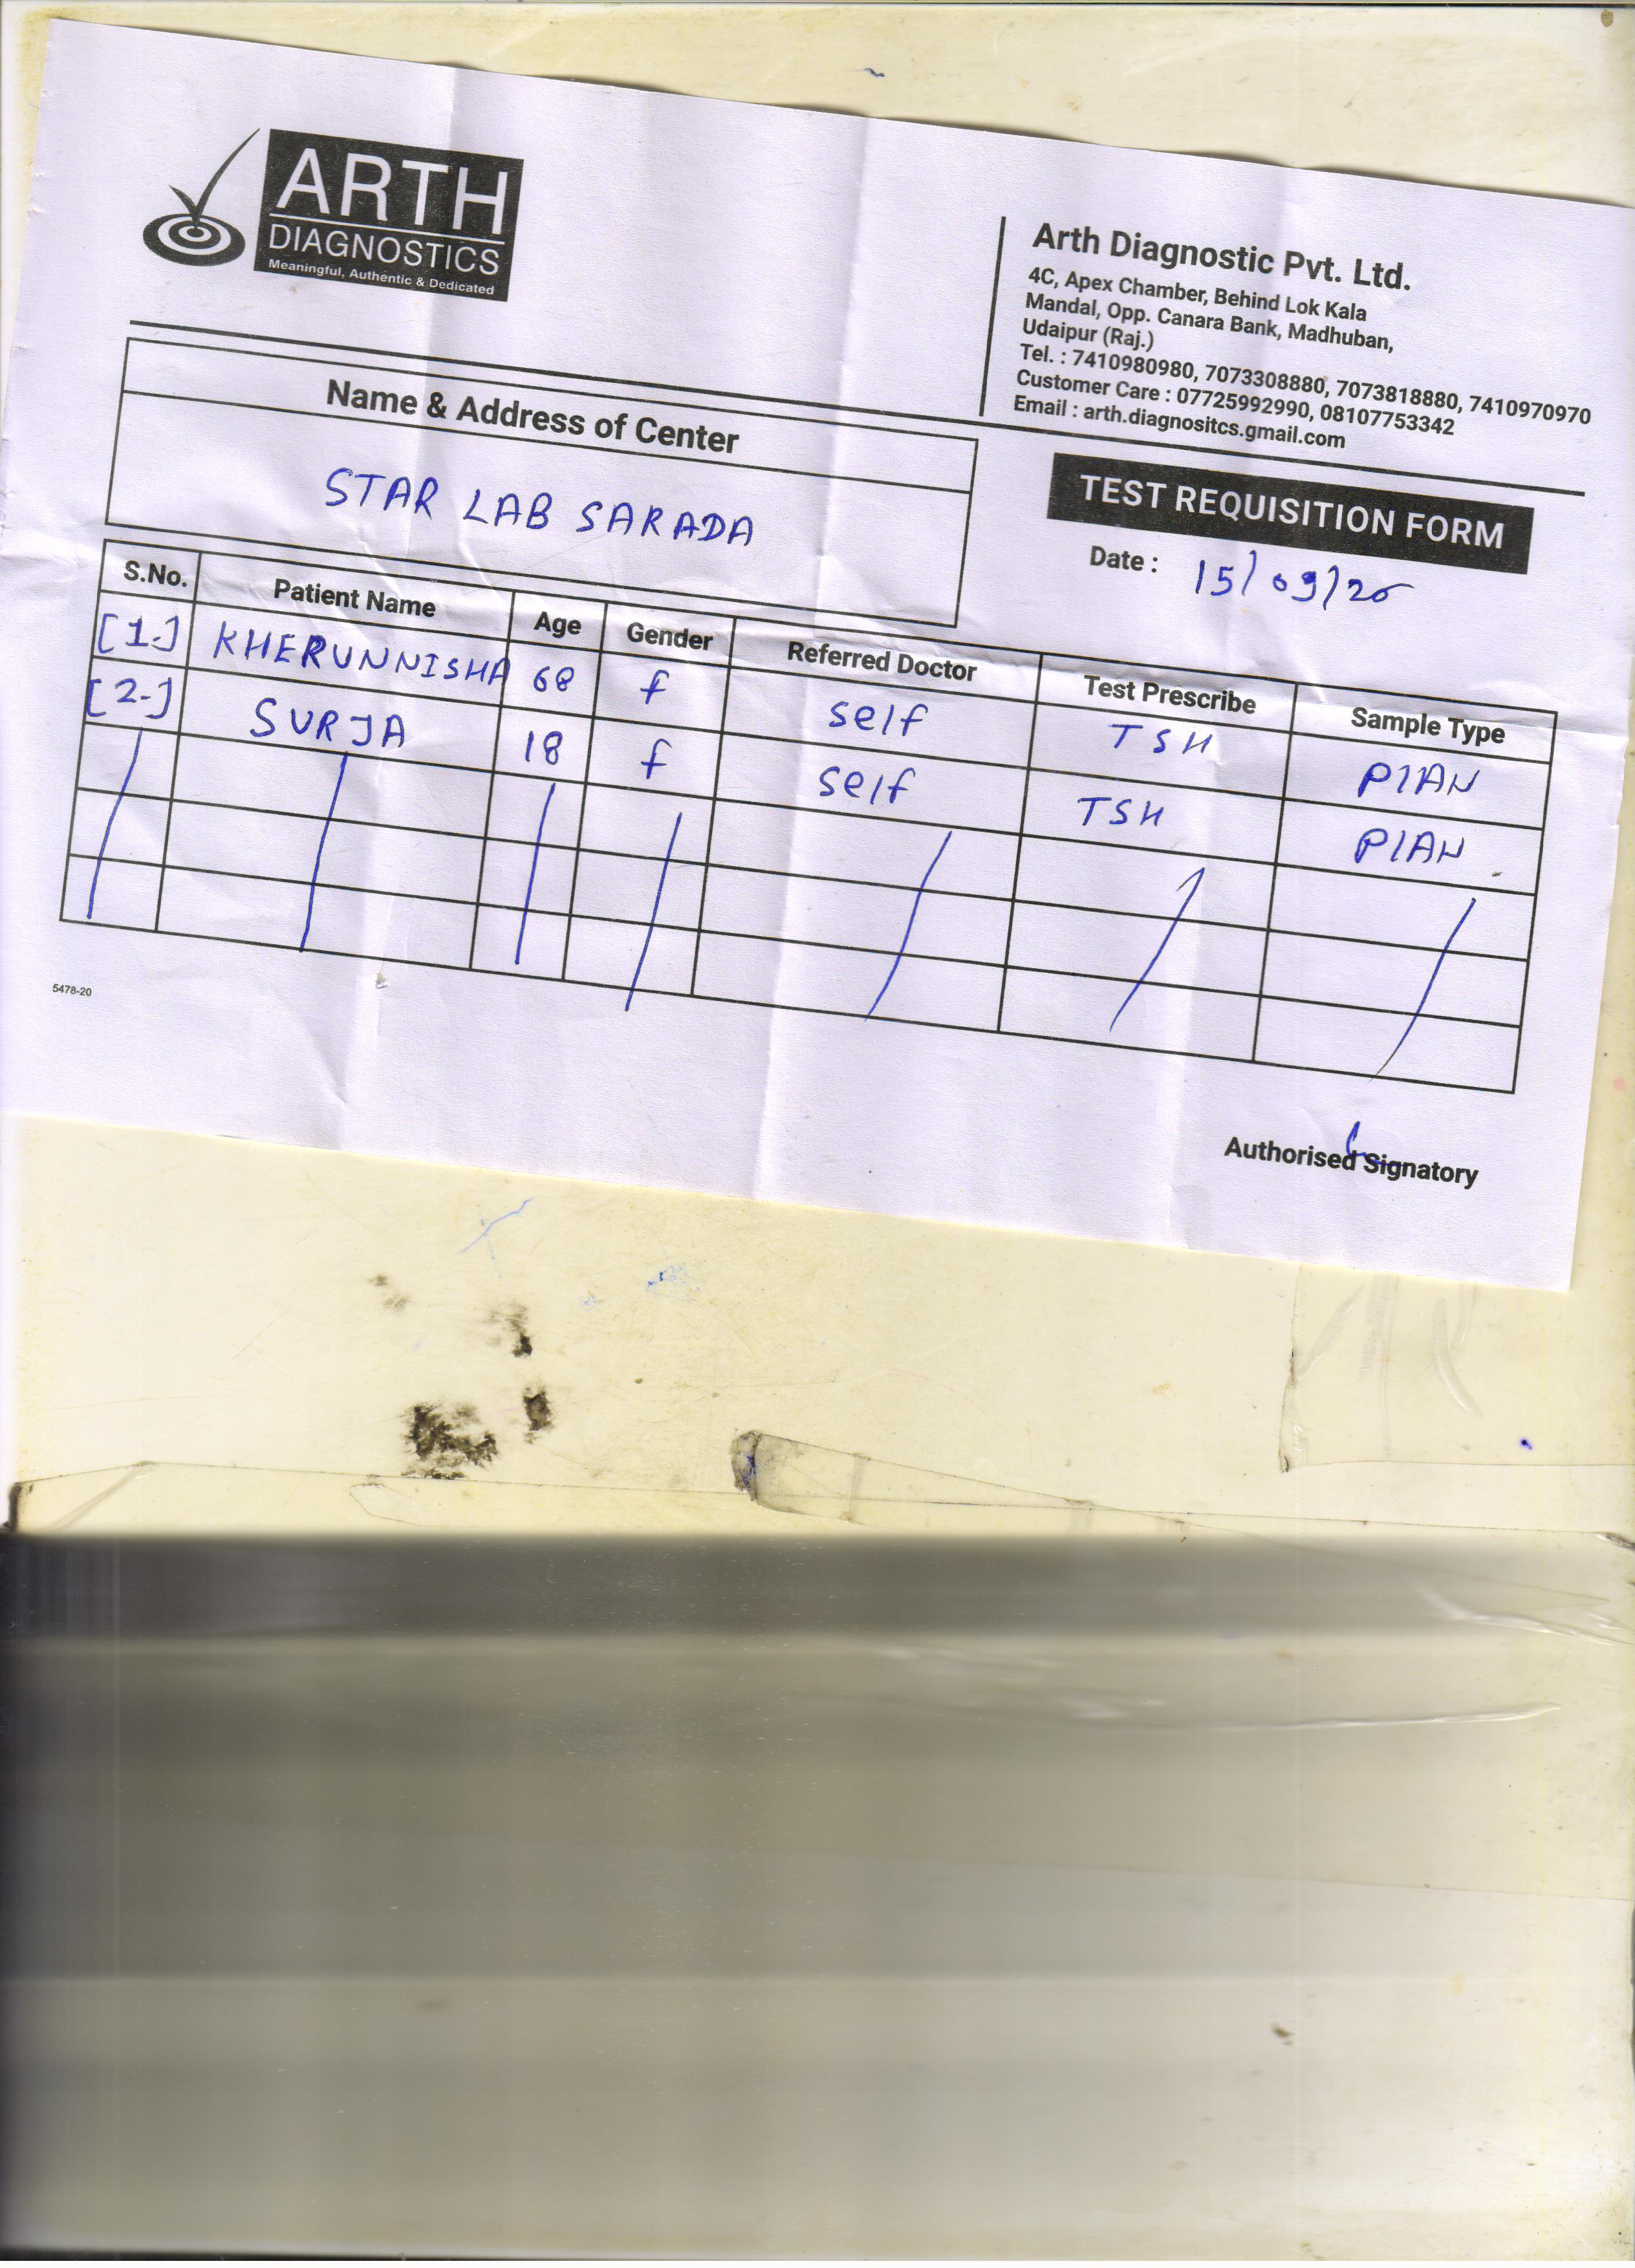 ARTH
DIAGNOSTICS
Meaningful, Authentic & Dedicated
Arth Diagnostic Pvt. Ltd.
4C, Apex Chamber, Behind Lok Kala
Mandal, Opp. Canara Bank, Madhuban,
Udaipur (Raj.)
Tel. : 7410980980, 7073308880, 7073818880, 7410970970
Customer Care : 07725992990, 08107753342
Email : arth.diagnositcs.gmail.com
Name & Address of Center
STAR LAB SARADA
TEST REQUISITION FORM
Date : 15/09/20
S.No. Patient Name Age Gender Referred Doctor Test Prescribe Sample Type
[1.] KHERUNNISHA 68 f self TSH PIAN
[2.] SURJA 18 f self TSH PIAN
5478-20
Authorised Signatory